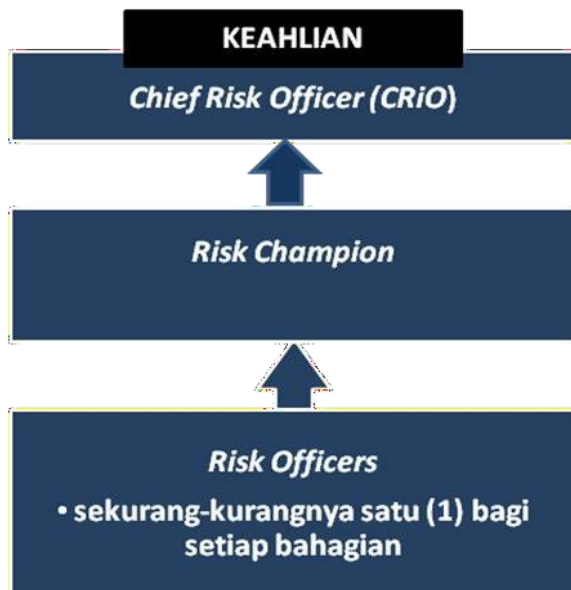 KEAHLIAN
Chief Risk Officer (CRiO)
Risk Champion
Risk Officers
• sekurang-kurangnya satu (1) bagi
setiap bahagian